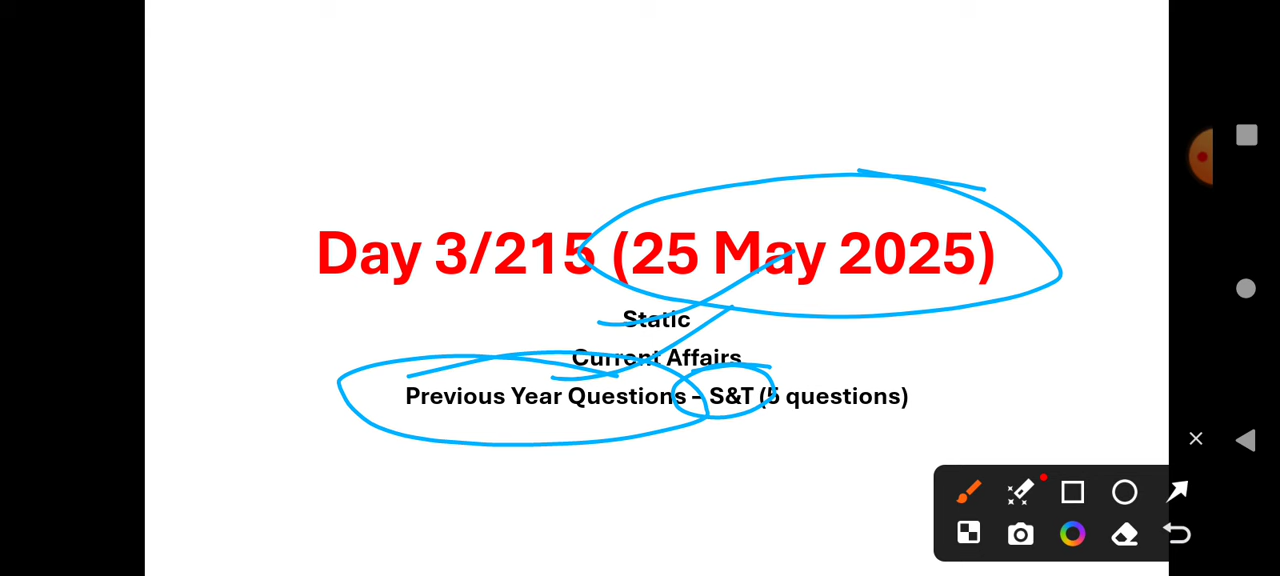 Day 3/215 (25 May 2025)
Static
Current Affairs
Previous Year Questions – S&T (5 questions)